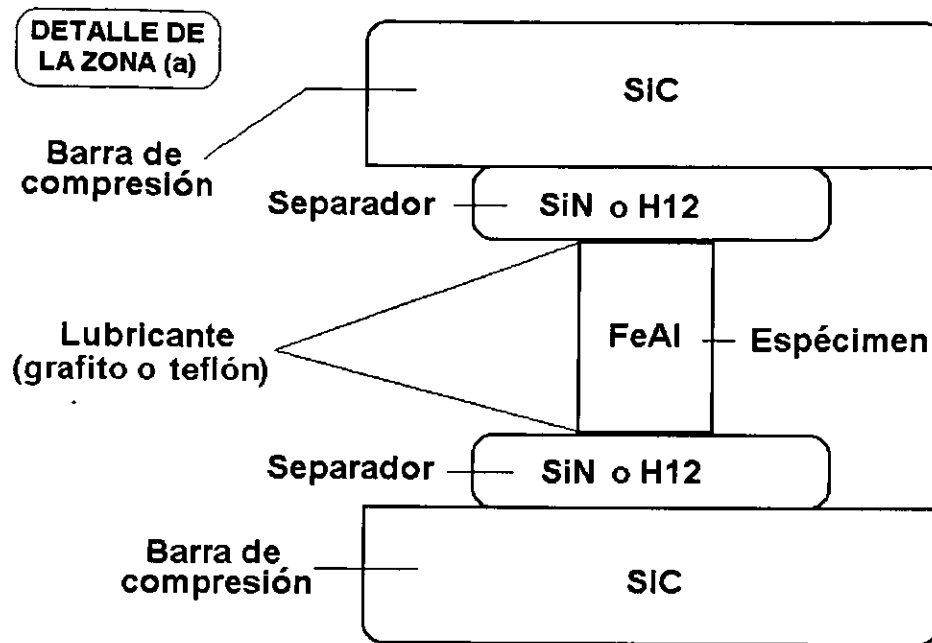 DETALLE DE
LA ZONA (a)
SIC
Barra de
compresión
Separador
SiN o H12
Lubricante
(grafito o teflón)
FeAl
Espécimen
Separador
SiN o H12
Barra de
compresión
SIC